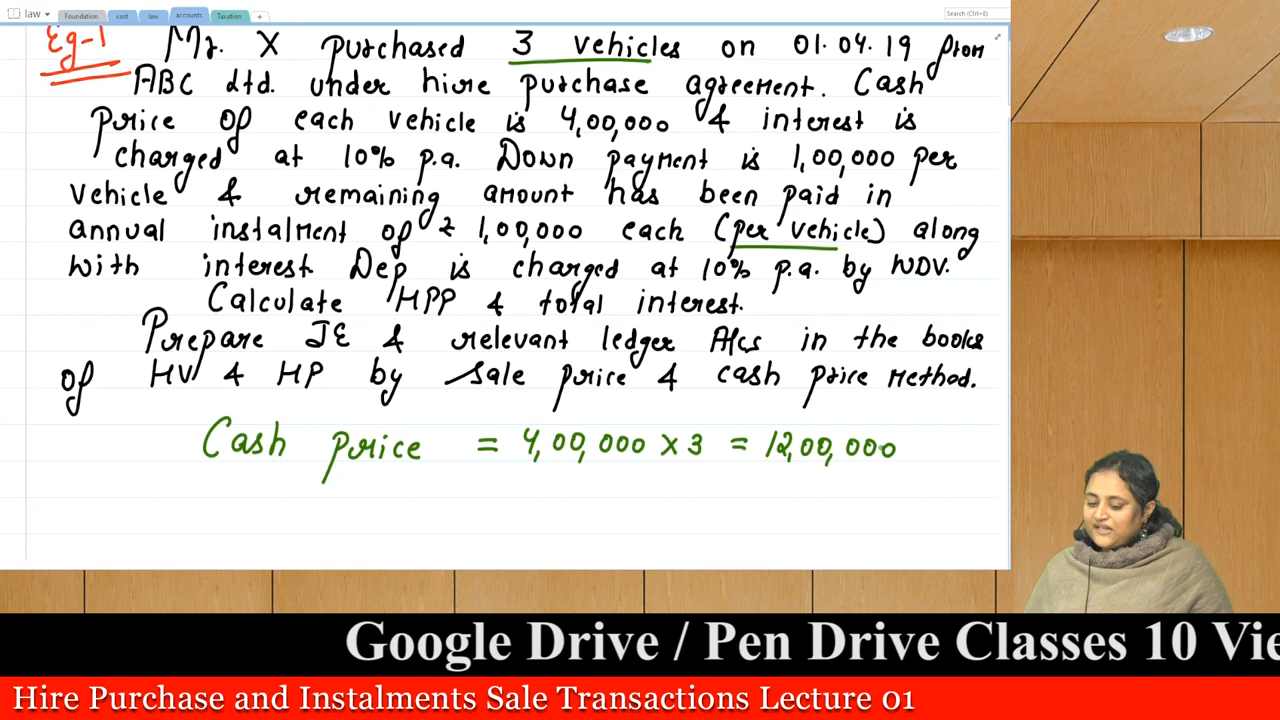 law
Foundation cost law accounts Taxation +
Search (Ctrl+E)
Eg-1 Mr. X purchased 3 vehicles on 01.04.19 from
ABC Ltd. under hire purchase agreement. Cash
Price of each vehicle is 4,00,000 & interest is
charged at 10% p.a. Down payment is 1,00,000 per
vehicle & remaining amount has been paid in
annual instalment of ₹ 1,00,000 each (per vehicle) along
with interest. Dep is charged at 10% p.a. by WDV.
Calculate HPP & total interest.
Prepare JE & relevant ledger A/cs in the books
of HV & HP by sale price & cash price method.
Cash price = 4,00,000 x 3 = 12,00,000
Google Drive / Pen Drive Classes 10 Vie
Hire Purchase and Instalments Sale Transactions Lecture 01